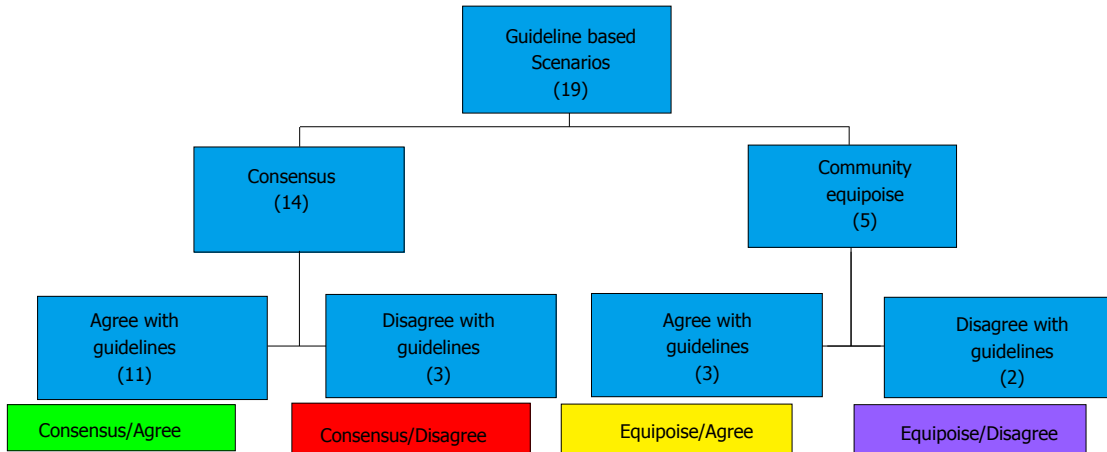 Guideline based
Scenarios
(19)
Consensus
(14)
Community
equipoise
(5)
Agree with
guidelines
(11)
Disagree with
guidelines
(3)
Agree with
guidelines
(3)
Disagree with
guidelines
(2)
Consensus/Agree
Consensus/Disagree
Equipoise/Agree
Equipoise/Disagree